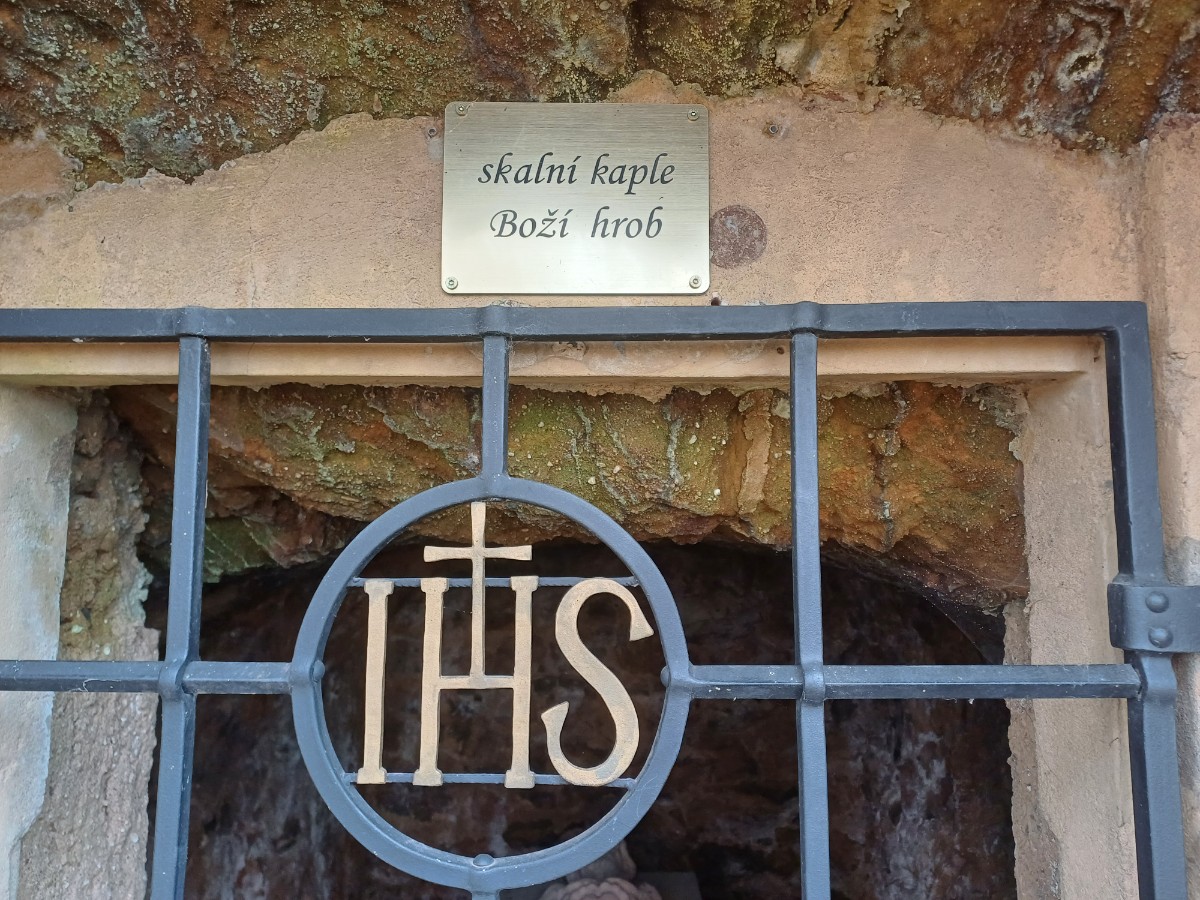 skalní kaple
Boží hrob
IHS